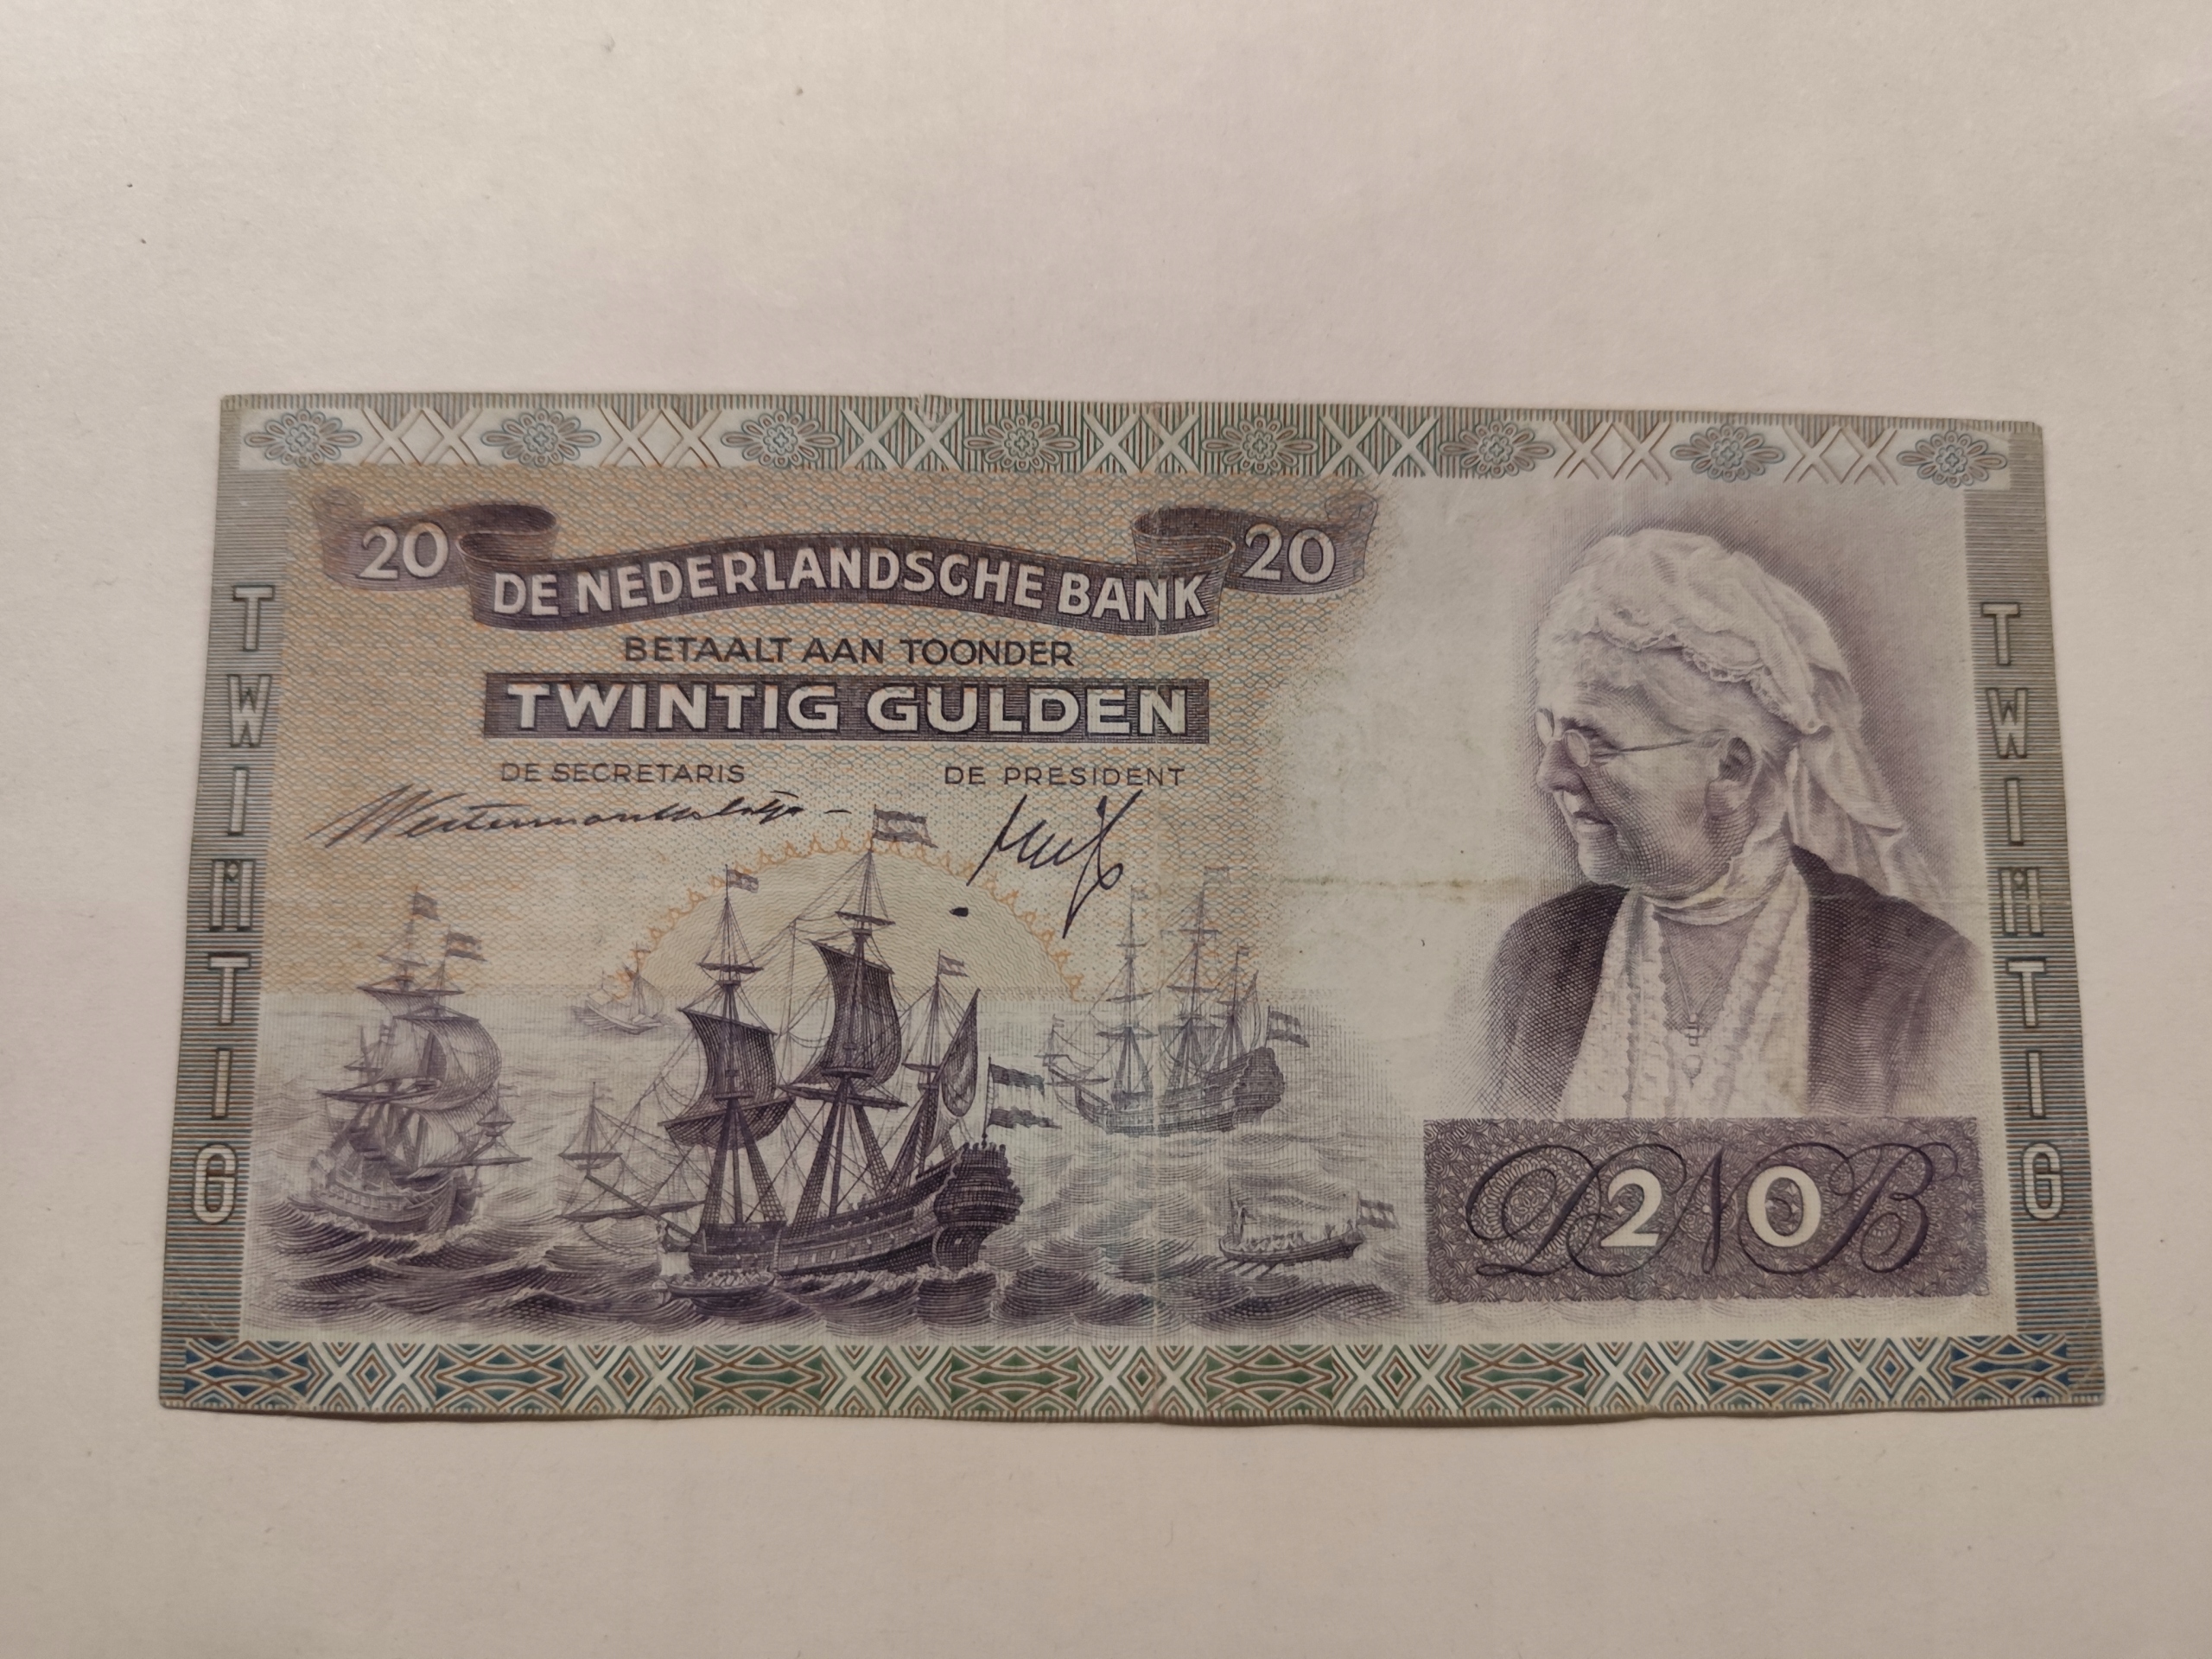 20 DE NEDERLANDSCHE BANK 20
BETAALT AAN TOONDER
TWINTIG GULDEN
DE SECRETARIS DE PRESIDENT
TWINTIG
TWINTIG
DNB
20